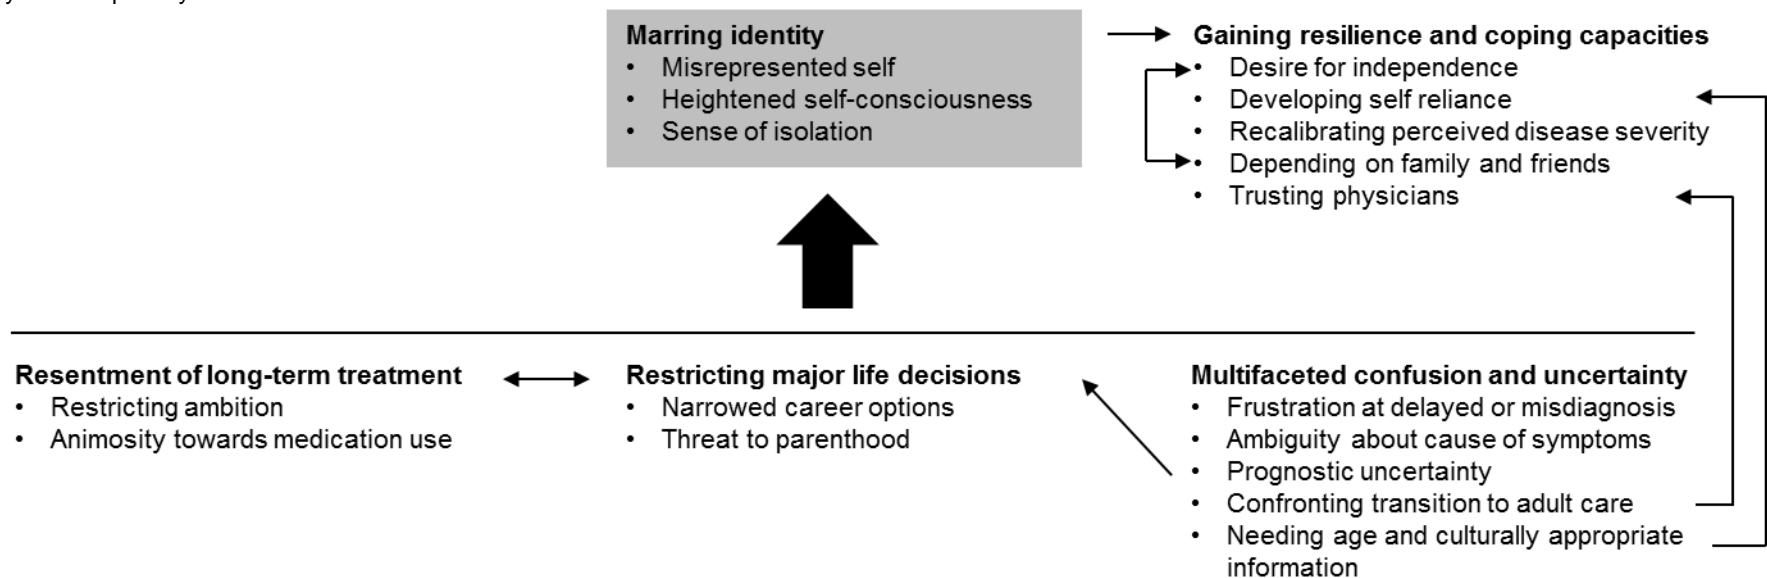 Marring identity
• Misrepresented self
• Heightened self-consciousness
• Sense of isolation
Gaining resilience and coping capacities
• Desire for independence
• Developing self reliance
• Recalibrating perceived disease severity
• Depending on family and friends
• Trusting physicians
Resentment of long-term treatment
• Restricting ambition
• Animosity towards medication use
Restricting major life decisions
• Narrowed career options
• Threat to parenthood
Multifaceted confusion and uncertainty
• Frustration at delayed or misdiagnosis
• Ambiguity about cause of symptoms
• Prognostic uncertainty
• Confronting transition to adult care
• Needing age and culturally appropriate
information